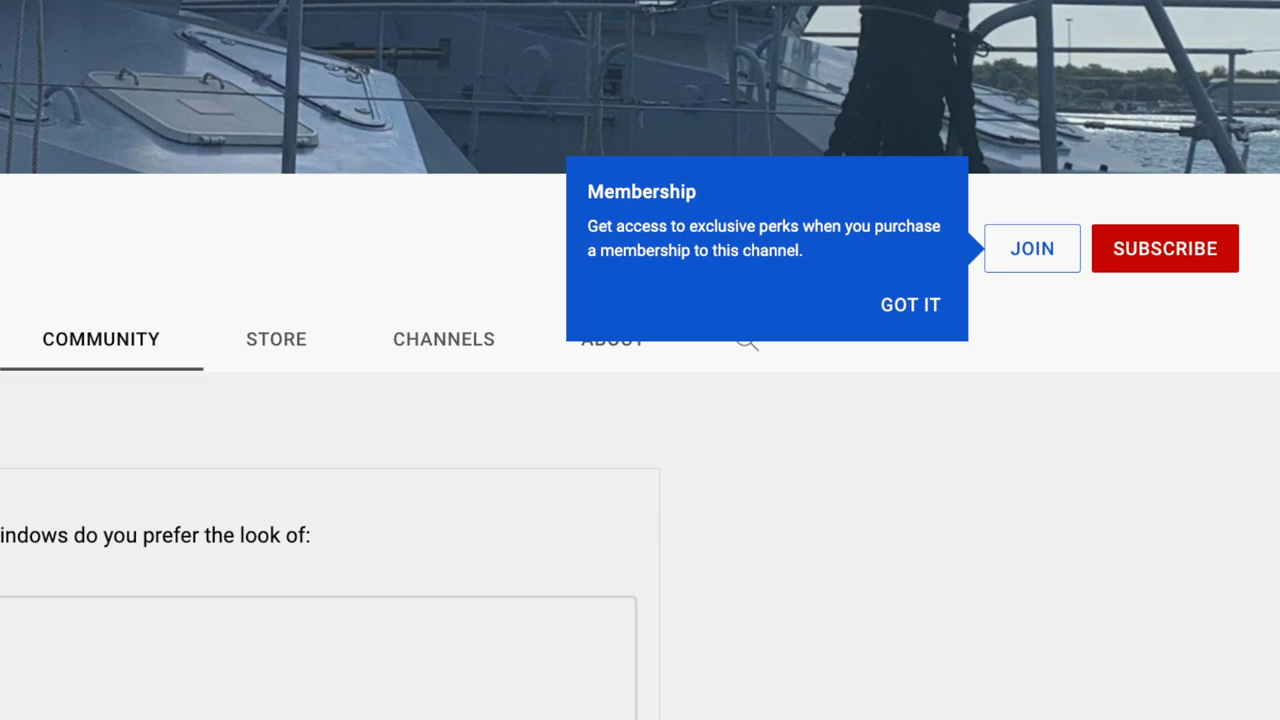 Membership
Get access to exclusive perks when you purchase
a membership to this channel.
GOT IT
JOIN
SUBSCRIBE
COMMUNITY
STORE
CHANNELS
ABOUT
indows do you prefer the look of: